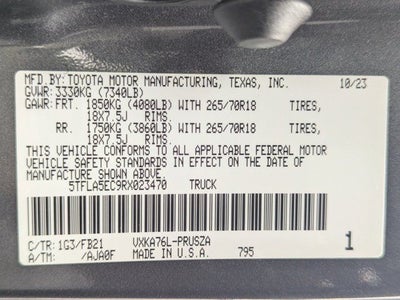 MFD.BY:TOYOTA MOTOR MANUFACTURING, TEXAS, INC. 10/23
GVWR:3330KG (7340LB)
GAWR:FRT. 1850KG (4080LB) WITH 265/70R18 TIRES,
18X7.5J RIMS.
RR. 1750KG (3860LB) WITH 265/70R18 TIRES,
18X7.5J RIMS.
THIS VEHICLE CONFORMS TO ALL APPLICABLE FEDERAL MOTOR
VEHICLE SAFETY STANDARDS IN EFFECT ON THE DATE OF
MANUFACTURE SHOWN ABOVE.
5TFLA5EC9RX023470 TRUCK
C/TR:1G3/FB21 VXKA76L-PRUSZA
A/TM: /AJA0F MADE IN U.S.A. 795 1